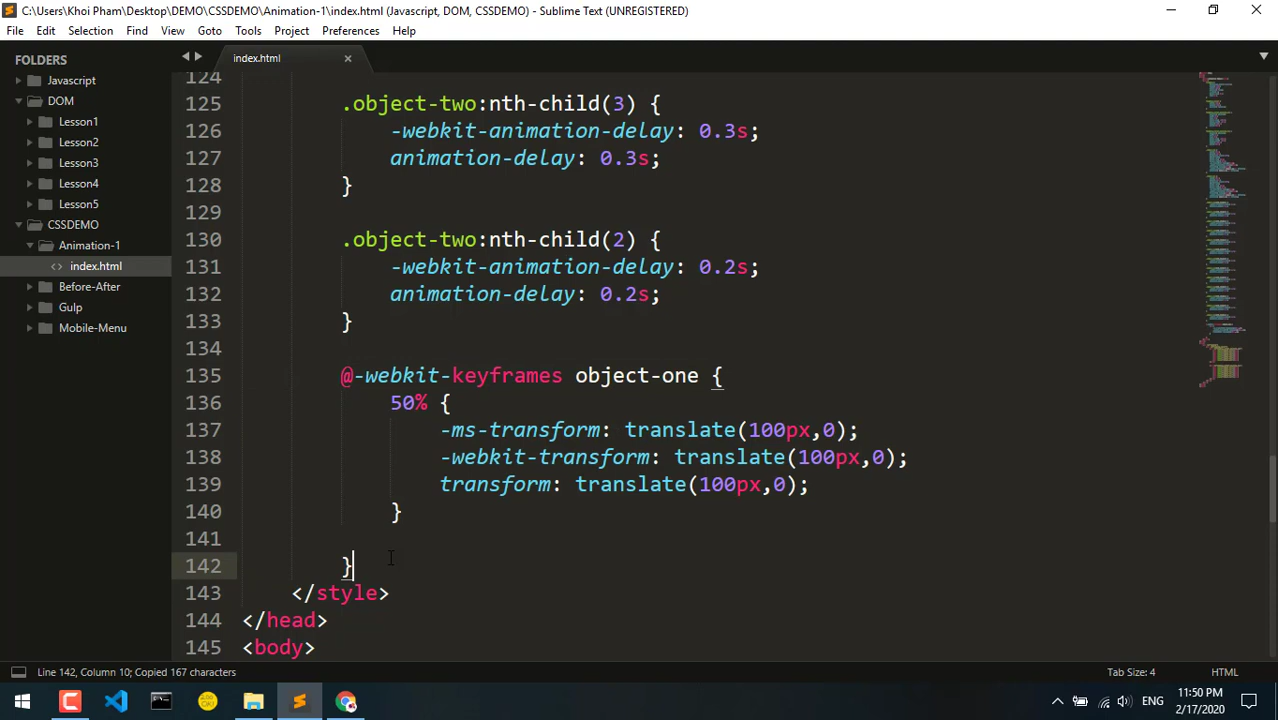 C:\Users\Khoi Pham\Desktop\DEMO\CSSDEMO\Animation-1\index.html (Javascript, DOM, CSSDEMO) - Sublime Text (UNREGISTERED)
File Edit Selection Find View Goto Tools Project Preferences Help
FOLDERS
Javascript
DOM
Lesson1
Lesson2
Lesson3
Lesson4
Lesson5
CSSDEMO
Animation-1
<> index.html
Before-After
Gulp
Mobile-Menu
index.html ×
124
125 .object-two:nth-child(3) {
126 -webkit-animation-delay: 0.3s;
127 animation-delay: 0.3s;
128 }
129
130 .object-two:nth-child(2) {
131 -webkit-animation-delay: 0.2s;
132 animation-delay: 0.2s;
133 }
134
135 @-webkit-keyframes object-one {
136 50% {
137 -ms-transform: translate(100px,0);
138 -webkit-transform: translate(100px,0);
139 transform: translate(100px,0);
140 }
141
142 }
143 </style>
144 </head>
145 <body>
Line 142, Column 10; Copied 167 characters
Tab Size: 4 HTML
ENG
11:50 PM
2/17/2020